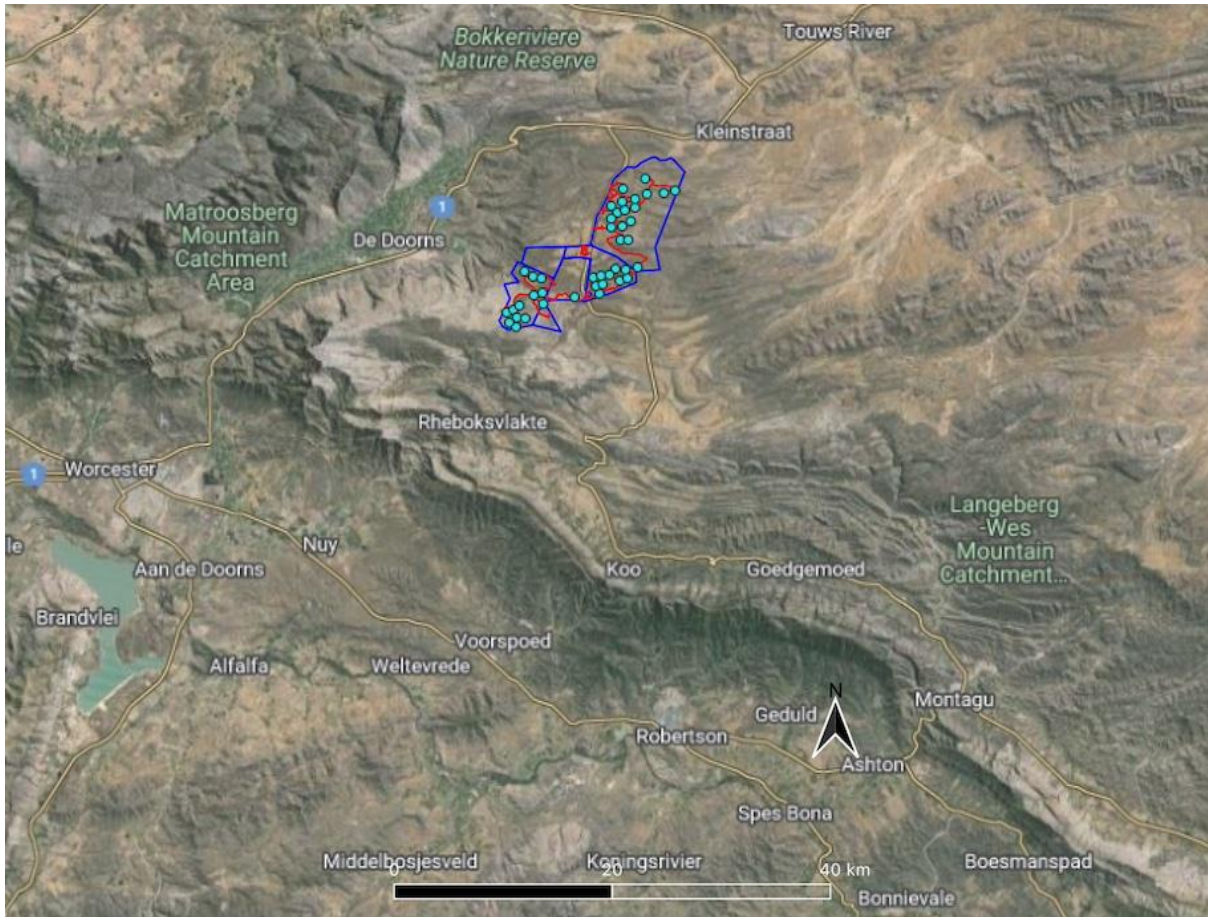 Touws River
Bokkeriviere
Nature Reserve
Kleinstraat
Matroosberg
Mountain
Catchment
Area
1
De Doorns
Rheboksvlakte
1
Worcester
Langeberg
-Wes
Mountain
Catchment...
Nuy
le
Aan de Doorns
Koo
Goedgemoed
Brandvlei
Voorspoed
Alfalfa
Weltevrede
N
Montagu
Geduld
Robertson
Ashton
Spes Bona
Middelbosjesveld
Koningsrivier
Boesmanspad
0
20
40 km
Bonnievale